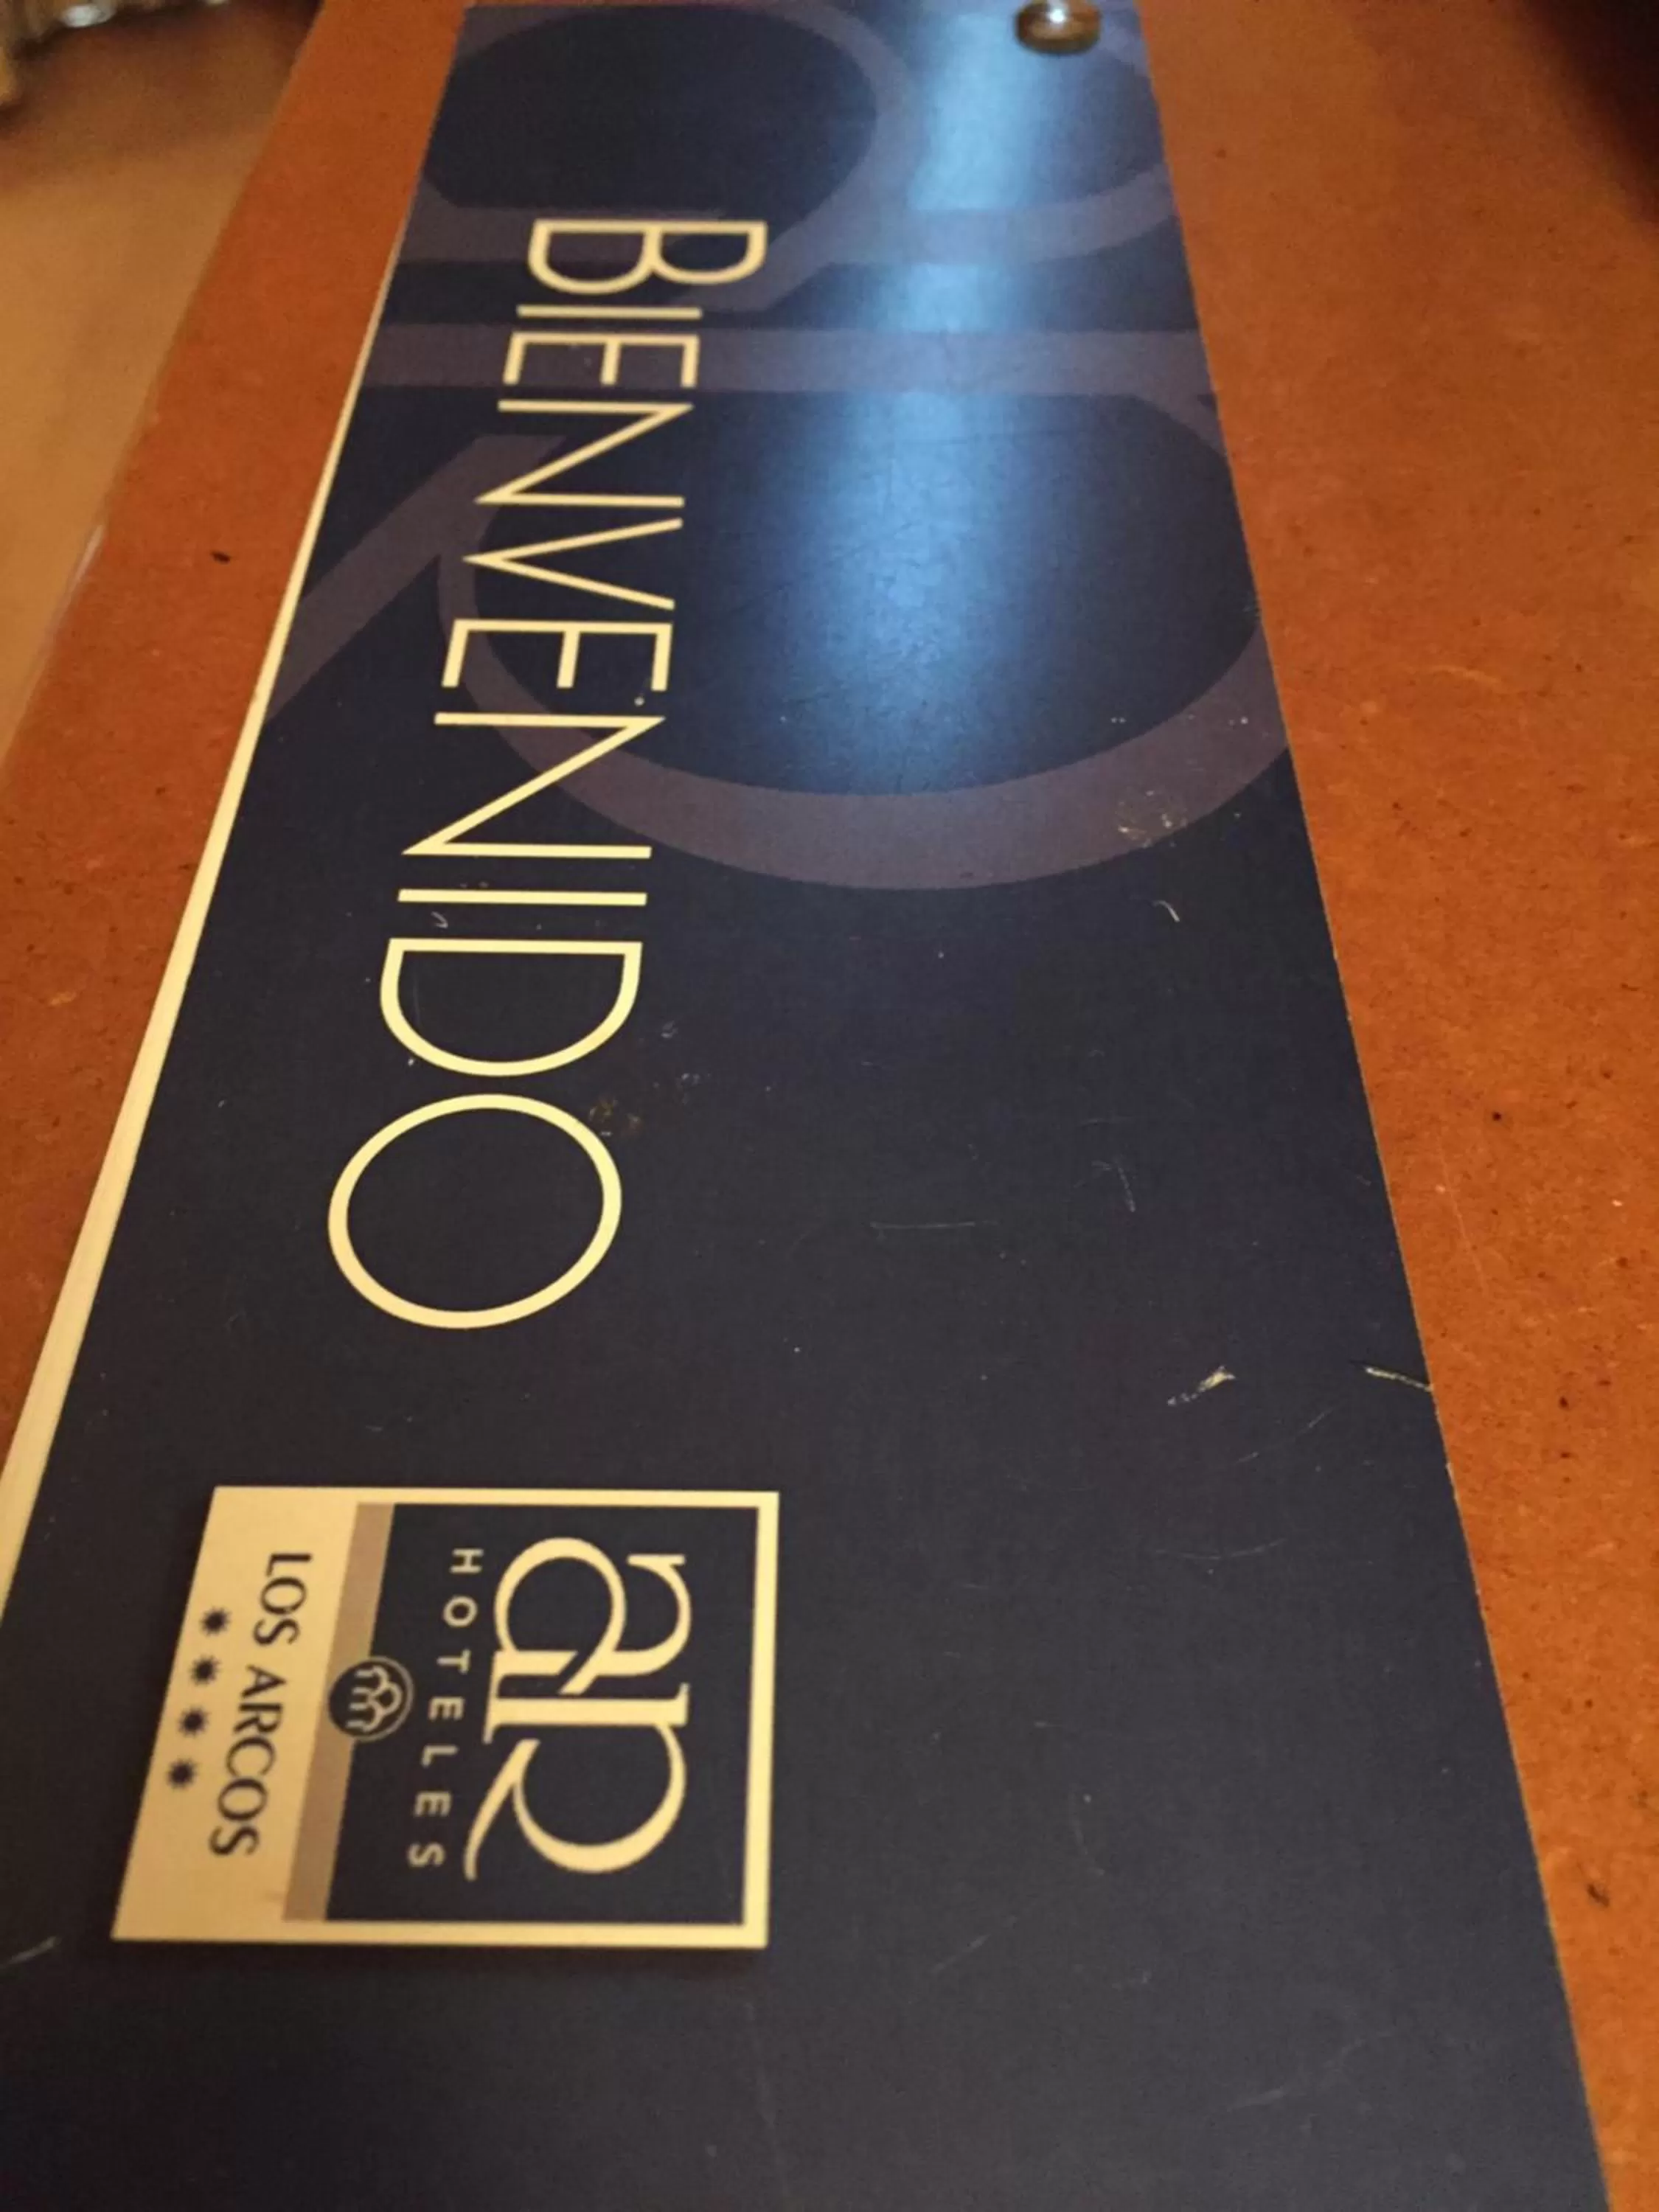 BIENVENIDO
aR
HOTELES
LOS ARCOS